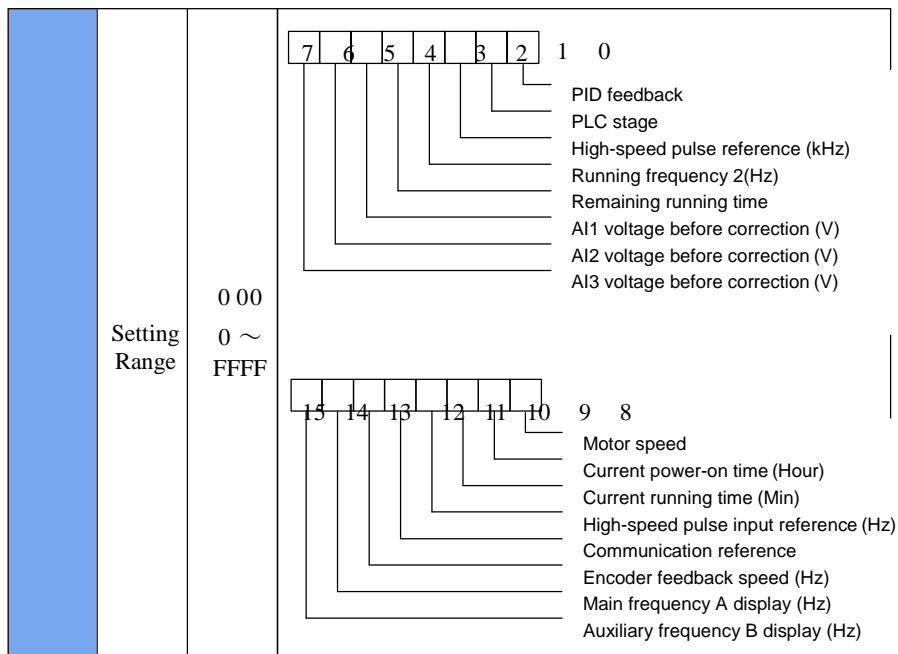 7 6 5 4 3 2 1 0
PID feedback
PLC stage
High-speed pulse reference (kHz)
Running frequency 2(Hz)
Remaining running time
AI1 voltage before correction (V)
AI2 voltage before correction (V)
AI3 voltage before correction (V)
Setting
Range
0 00
0 ～
FFFF
15 14 13 12 11 10 9 8
Motor speed
Current power-on time (Hour)
Current running time (Min)
High-speed pulse input reference (Hz)
Communication reference
Encoder feedback speed (Hz)
Main frequency A display (Hz)
Auxiliary frequency B display (Hz)